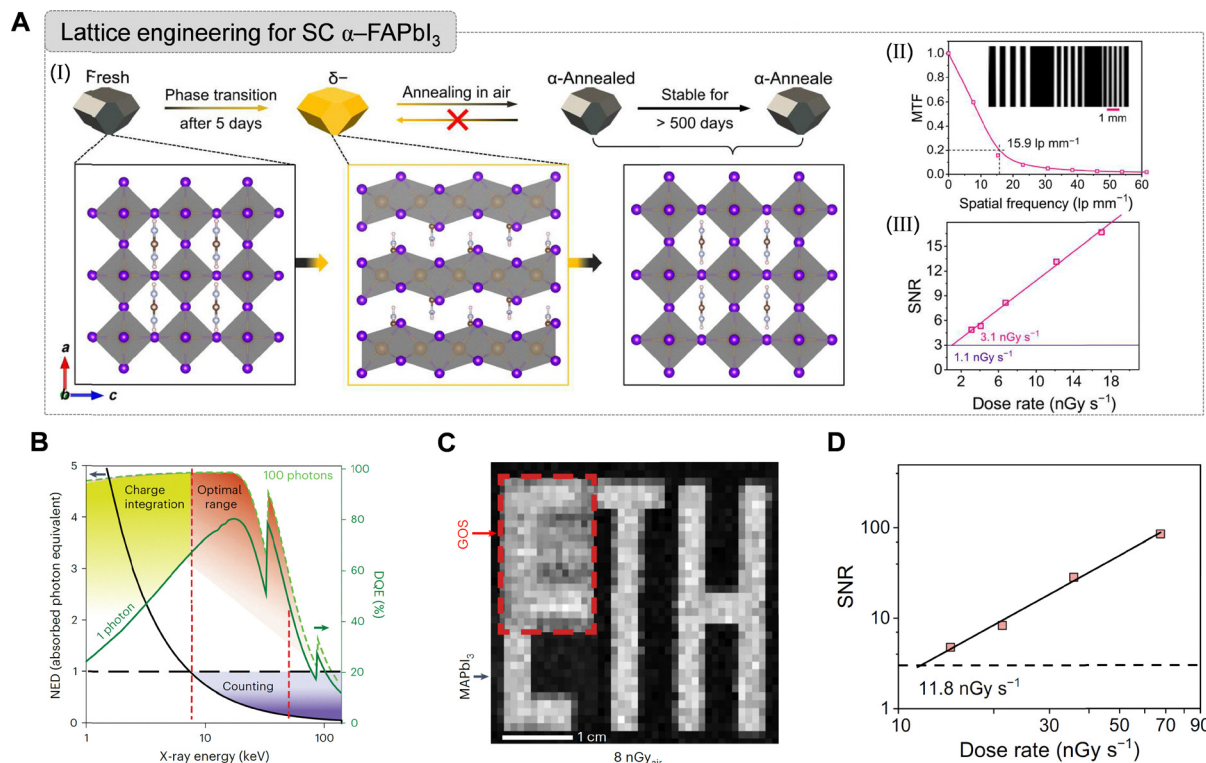 A
Lattice engineering for SC α–FAPbI₃
(I)
Fresh
Phase transition
after 5 days
δ–
Annealing in air
α-Annealed
Stable for
> 500 days
α-Anneale
a
b
c
(II)
MTF
1.0
0.8
0.6
0.4
0.2
0.0
1 mm
15.9 lp mm⁻¹
0 10 20 30 40 50 60
Spatial frequency (lp mm⁻¹)
(III)
SNR
15
12
9
6
3
3.1 nGy s⁻¹
1.1 nGy s⁻¹
2 6 10 14 18
Dose rate (nGy s⁻¹)
B
NED (absorbed photon equivalent)
5
4
3
2
1
0
Charge
integration
Optimal
range
100 photons
1 photon
Counting
100
80
60
40
20
0
DQE (%)
1 10 100
X-ray energy (keV)
C
GOS
MAPbI₃
ETH
1 cm
8 nGyₐᵢᵣ
D
SNR
100
10
1
11.8 nGy s⁻¹
10 30 50 70 90
Dose rate (nGy s⁻¹)